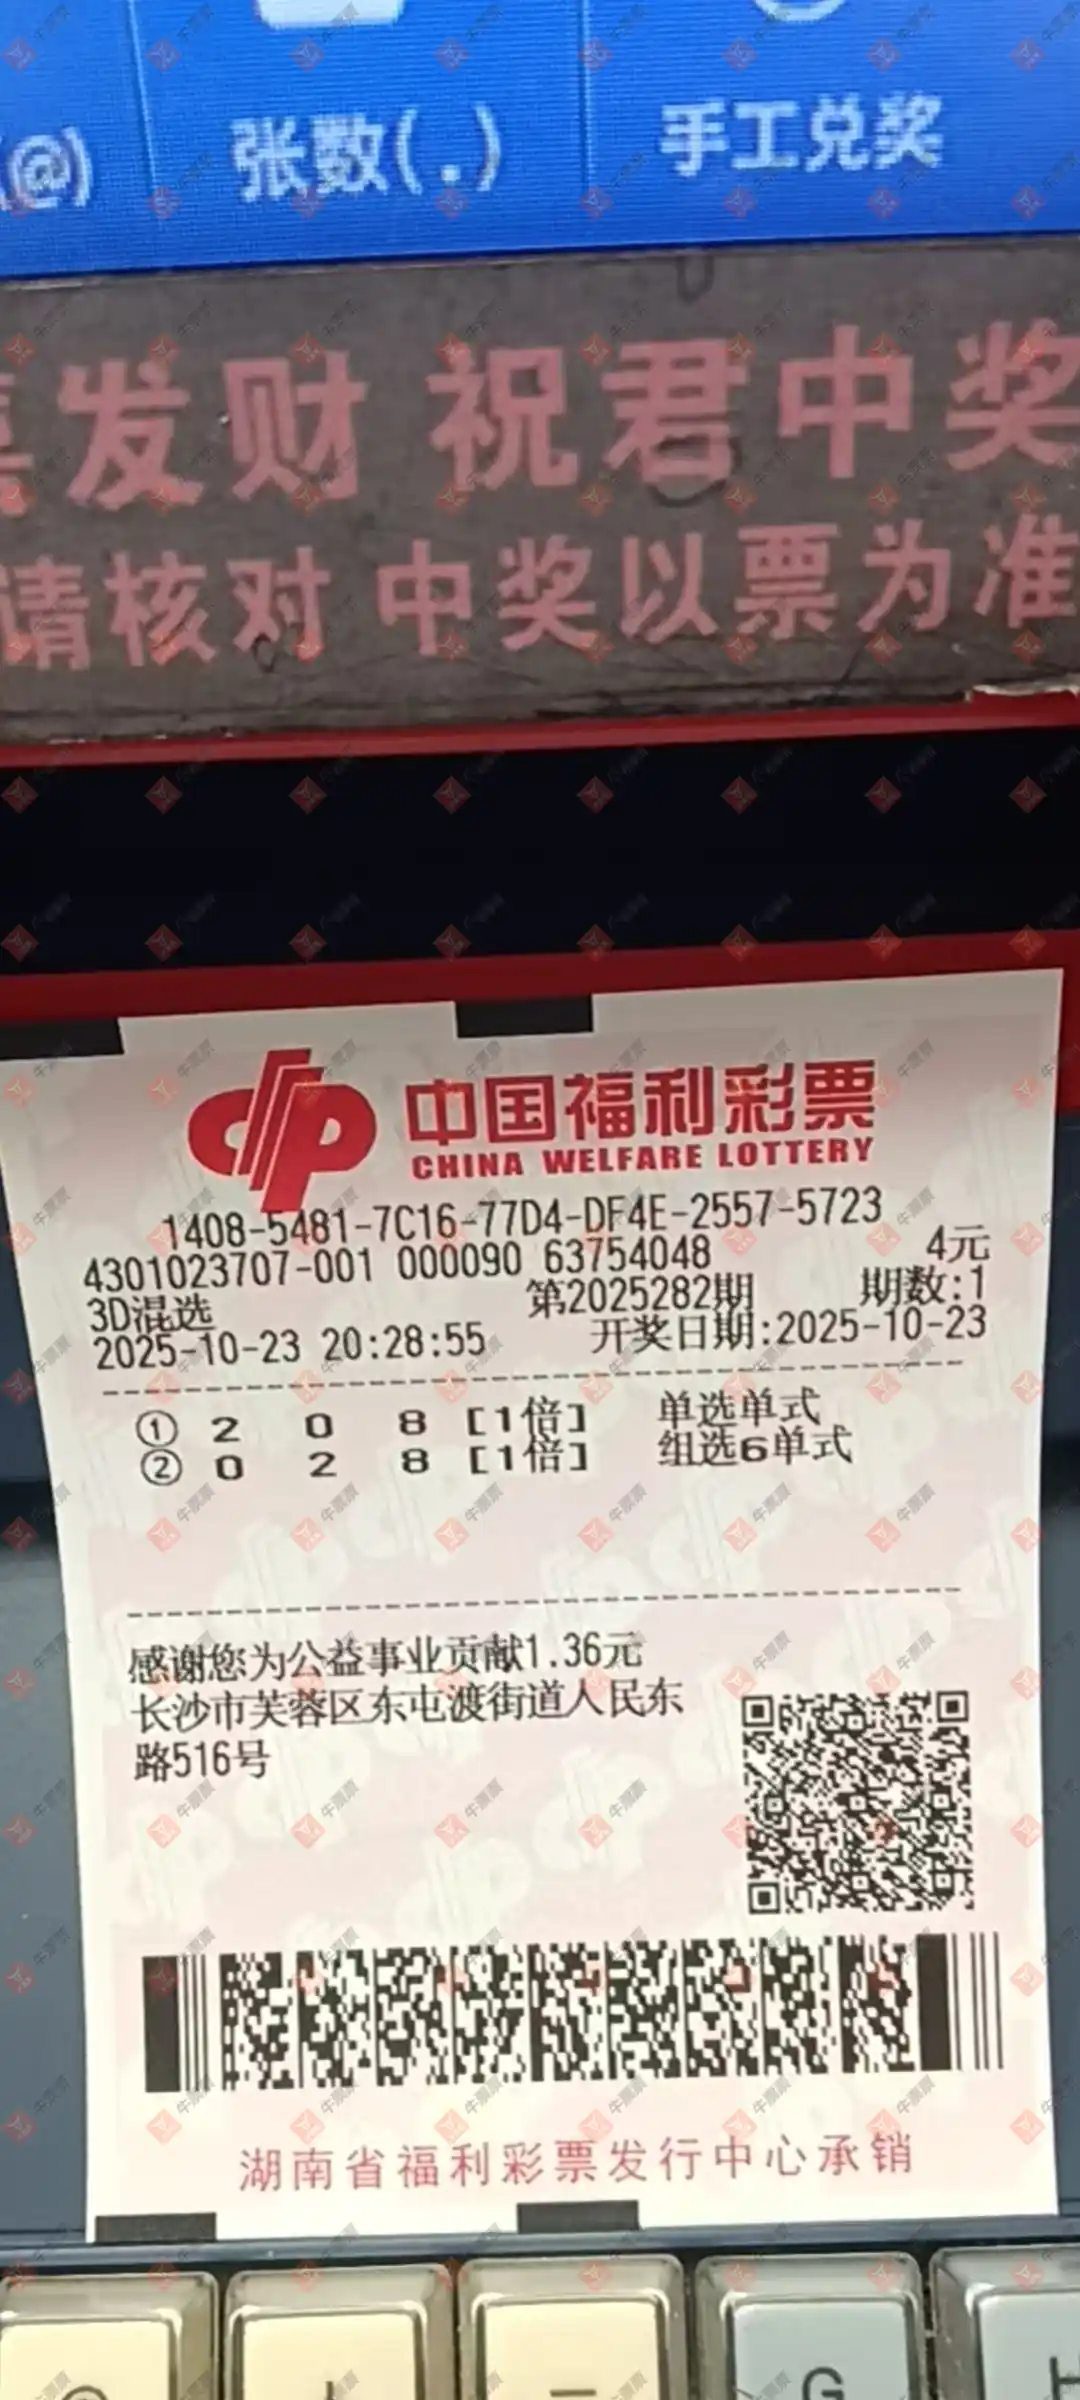 (@) 张数(.) 手工兑奖
发财 祝君中奖
请核对 中奖以票为准
中国福利彩票
CHINA WELFARE LOTTERY
1408-5481-7C16-77D4-DF4E-2557-5723
4301023707-001 000090 63754048 4元
3D混选 第2025282期 期数:1
2025-10-23 20:28:55 开奖日期:2025-10-23
① 2 0 8 [1倍] 单选单式
② 0 2 8 [1倍] 组选6单式
感谢您为公益事业贡献1.36元
长沙市芙蓉区东屯渡街道人民东
路516号
湖南省福利彩票发行中心承销
G
牛票票